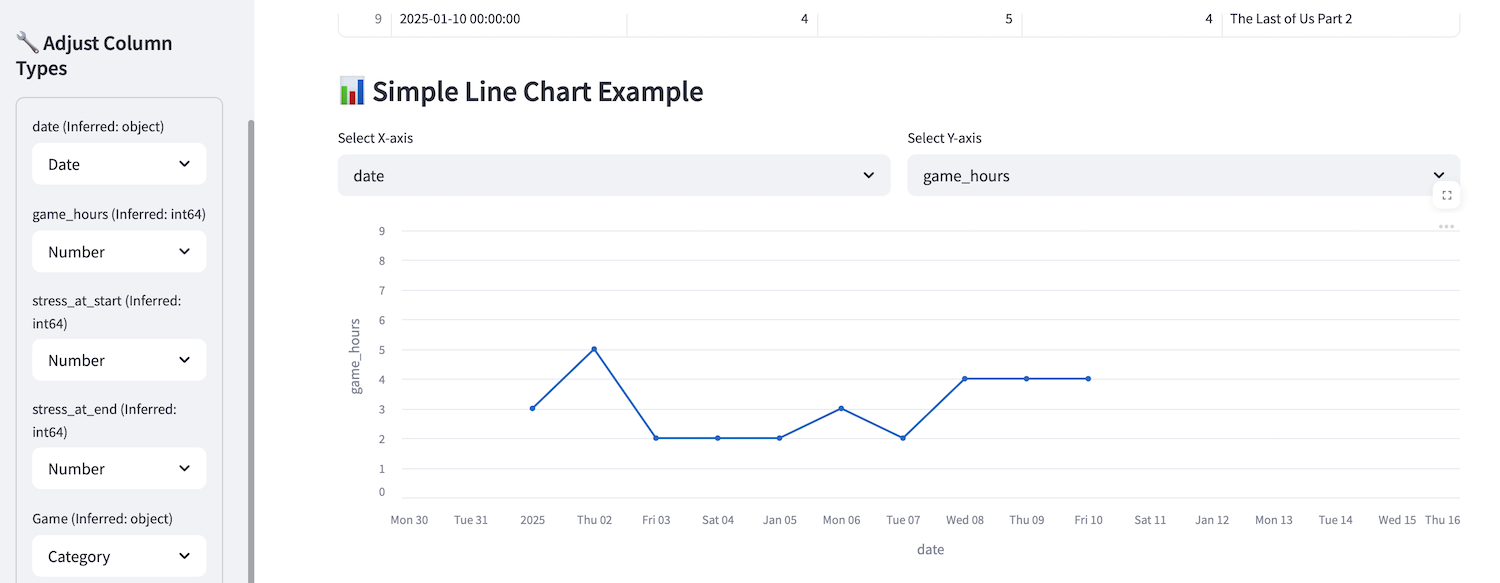 🔧 Adjust Column
Types
date (Inferred: object)
Date
game_hours (Inferred: int64)
Number
stress_at_start (Inferred:
int64)
Number
stress_at_end (Inferred:
int64)
Number
Game (Inferred: object)
Category
9 2025-01-10 00:00:00 4 5 4 The Last of Us Part 2
📊 Simple Line Chart Example
Select X-axis Select Y-axis
date game_hours
9
8
7
6
5
4
3
2
1
0
game_hours
Mon 30 Tue 31 2025 Thu 02 Fri 03 Sat 04 Jan 05 Mon 06 Tue 07 Wed 08 Thu 09 Fri 10 Sat 11 Jan 12 Mon 13 Tue 14 Wed 15 Thu 16
date